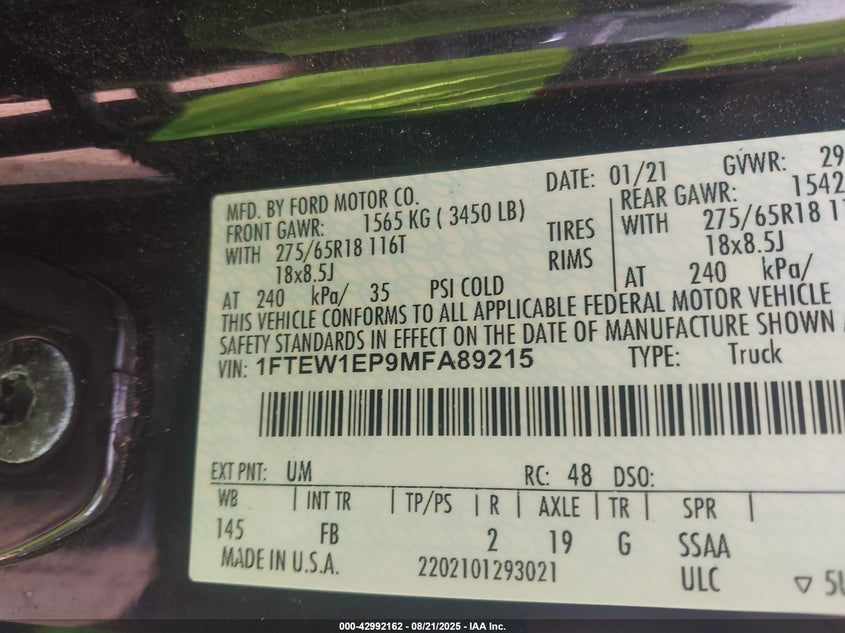 DATE: 01/21 GVWR: 29
MFD. BY FORD MOTOR CO.
FRONT GAWR: 1565 KG ( 3450 LB) REAR GAWR: 1542
WITH 275/65R18 116T TIRES WITH 275/65R18
18x8.5J RIMS 18x8.5J
AT 240 kPa/ 35 PSI COLD AT 240 kPa/
THIS VEHICLE CONFORMS TO ALL APPLICABLE FEDERAL MOTOR VEHICLE
SAFETY STANDARDS IN EFFECT ON THE DATE OF MANUFACTURE SHOWN
VIN: 1FTEW1EP9MFA89215 TYPE: Truck
EXT PNT: UM RC: 48 DSO:
WB | INT TR | TP/PS | R | AXLE | TR | SPR |
145 FB 2 19 G SSAA
MADE IN U.S.A. 2202101293021 ULC ▽ 5U
000-42992162 - 08/21/2025 - IAA Inc.